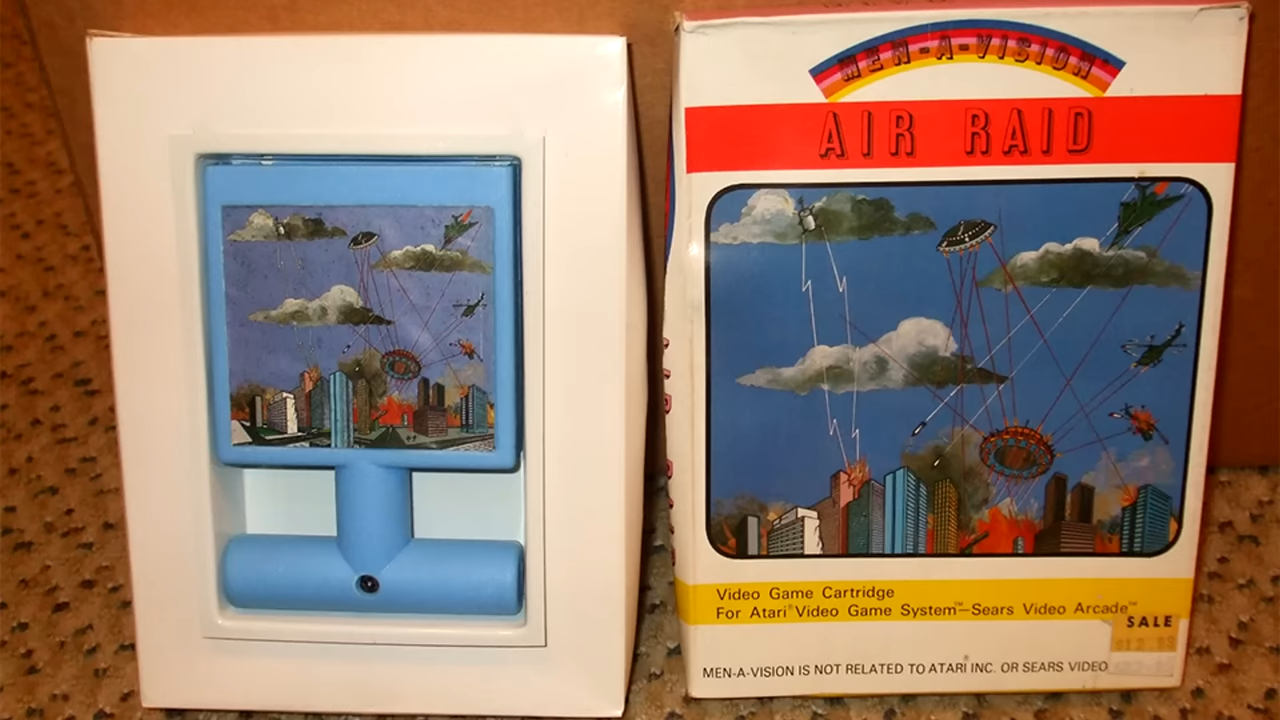 MEN-A-VISION™
AIR RAID
Video Game Cartridge
For Atari® Video Game System™—Sears Video Arcade™
SALE
MEN-A-VISION IS NOT RELATED TO ATARI® INC. OR SEARS VIDEO